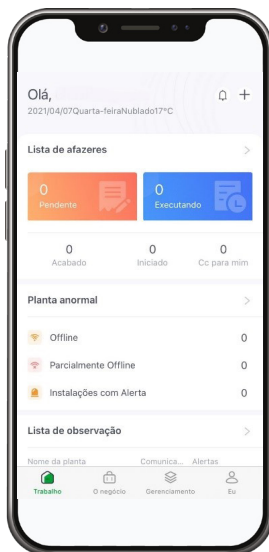 Olá,
2021/04/07Quarta-feiraNublado17°C
Lista de afazeres
0 0
Pendente Executando
0 0 0
Acabado Iniciado Cc para mim
Planta anormal
Offline 0
Parcialmente Offline 0
Instalações com Alerta 0
Lista de observação
Nome da planta Comunica... Alertas
Trabalho O negócio Gerenciamento Eu